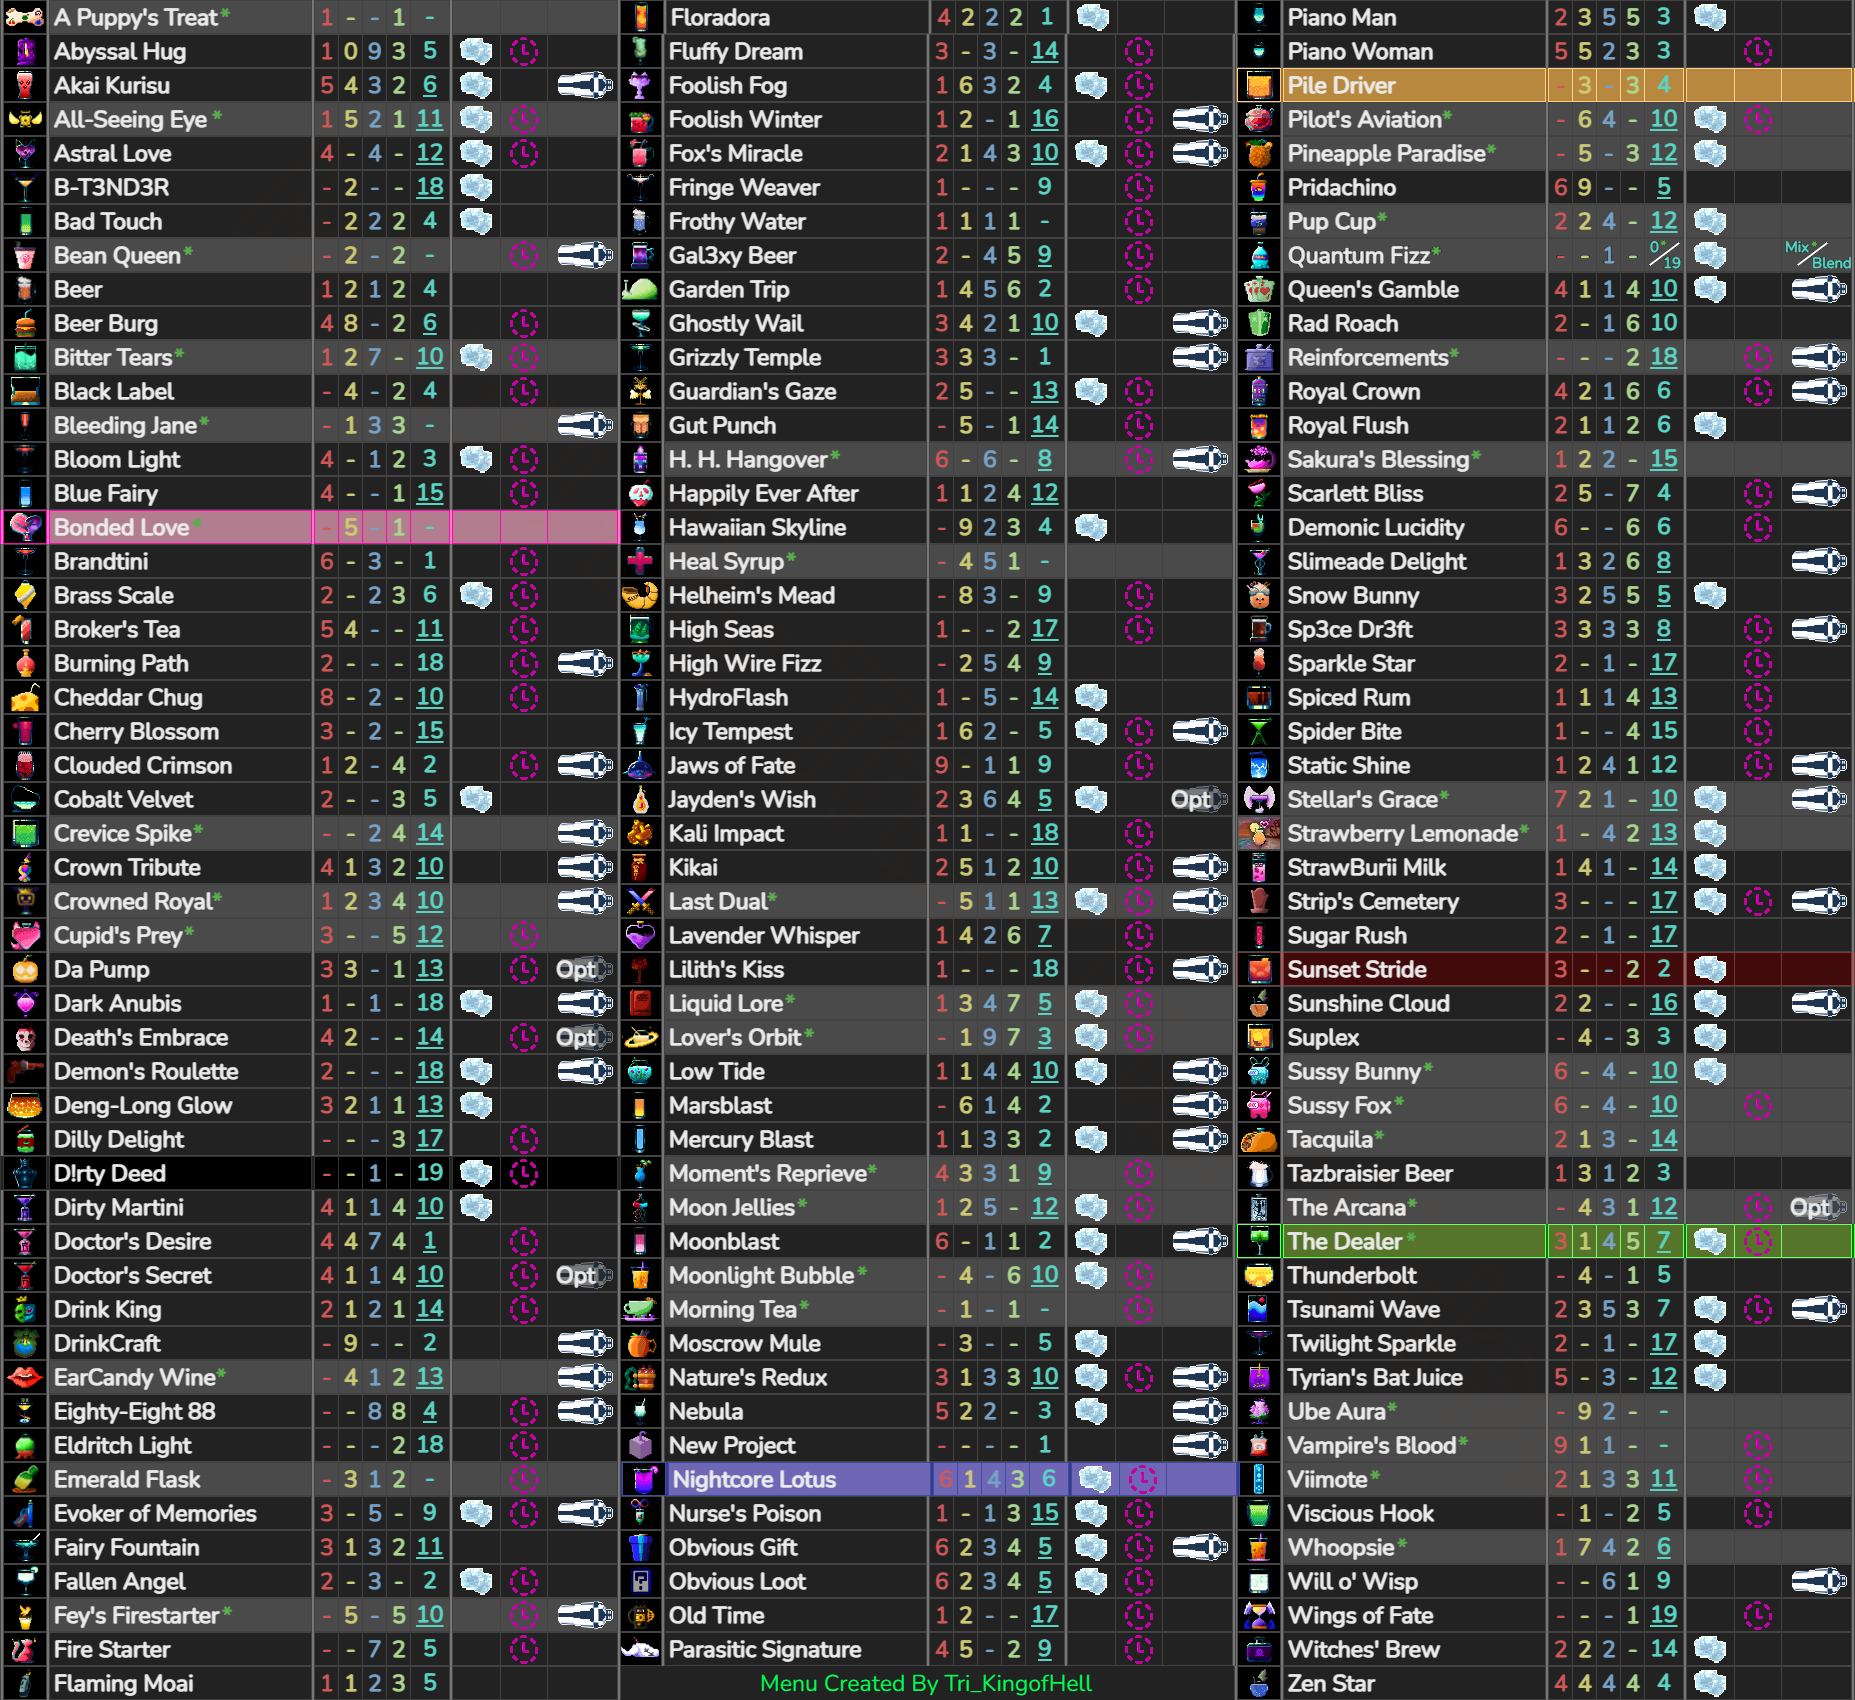 A Puppy's Treat* 1 - - 1 -
Abyssal Hug 1 0 9 3 5
Akai Kurisu 5 4 3 2 6
All-Seeing Eye* 1 5 2 1 11
Astral Love 4 - 4 - 12
B-T3ND3R - 2 - - 18
Bad Touch - 2 2 2 4
Bean Queen* - 2 - 2 -
Beer 1 2 1 2 4
Beer Burg 4 8 - 2 6
Bitter Tears* 1 2 7 - 10
Black Label - 4 - 2 4
Bleeding Jane* - 1 3 3 -
Bloom Light 4 - 1 2 3
Blue Fairy 4 - - 1 15
Bonded Love* - 5 - 1 -
Brandtini 6 - 3 - 1
Brass Scale 2 - 2 3 6
Broker's Tea 5 4 - - 11
Burning Path 2 - - - 18
Cheddar Chug 8 - 2 - 10
Cherry Blossom 3 - 2 - 15
Clouded Crimson 1 2 - 4 2
Cobalt Velvet 2 - - 3 5
Crevice Spike* - - 2 4 14
Crown Tribute 4 1 3 2 10
Crowned Royal* 1 2 3 4 10
Cupid's Prey* 3 - - 5 12
Da Pump 3 3 - 1 13 Opt
Dark Anubis 1 - 1 - 18
Death's Embrace 4 2 - - 14 Opt
Demon's Roulette 2 - - - 18
Deng-Long Glow 3 2 1 1 13
Dilly Delight - - - 3 17
D!rty Deed - - 1 - 19
Dirty Martini 4 1 1 4 10
Doctor's Desire 4 4 7 4 1
Doctor's Secret 4 1 1 4 10 Opt
Drink King 2 1 2 1 14
DrinkCraft - 9 - - 2
EarCandy Wine* - 4 1 2 13
Eighty-Eight 88 - - 8 8 4
Eldritch Light - - - 2 18
Emerald Flask - 3 1 2 -
Evoker of Memories 3 - 5 - 9
Fairy Fountain 3 1 3 2 11
Fallen Angel 2 - 3 - 2
Fey's Firestarter* - 5 - 5 10
Fire Starter - - 7 2 5
Flaming Moai 1 1 2 3 5
Floradora 4 2 2 2 1
Fluffy Dream 3 - 3 - 14
Foolish Fog 1 6 3 2 4
Foolish Winter 1 2 - 1 16
Fox's Miracle 2 1 4 3 10
Fringe Weaver 1 - - - 9
Frothy Water 1 1 1 1 -
Gal3xy Beer 2 - 4 5 9
Garden Trip 1 4 5 6 2
Ghostly Wail 3 4 2 1 10
Grizzly Temple 3 3 3 - 1
Guardian's Gaze 2 5 - - 13
Gut Punch - 5 - 1 14
H. H. Hangover* 6 - 6 - 8
Happily Ever After 1 1 2 4 12
Hawaiian Skyline - 9 2 3 4
Heal Syrup* - 4 5 1 -
Helheim's Mead - 8 3 - 9
High Seas 1 - - 2 17
High Wire Fizz - 2 5 4 9
HydroFlash 1 - 5 - 14
Icy Tempest 1 6 2 - 5
Jaws of Fate 9 - 1 1 9
Jayden's Wish 2 3 6 4 5 Opt
Kali Impact 1 1 - - 18
Kikai 2 5 1 2 10
Last Dual* - 5 1 1 13
Lavender Whisper 1 4 2 6 7
Lilith's Kiss 1 - - - 18
Liquid Lore* 1 3 4 7 5
Lover's Orbit* - 1 9 7 3
Low Tide 1 1 4 4 10
Marsblast - 6 1 4 2
Mercury Blast 1 1 3 3 2
Moment's Reprieve* 4 3 3 1 9
Moon Jellies* 1 2 5 - 12
Moonblast 6 - 1 1 2
Moonlight Bubble* - 4 - 6 10
Morning Tea* - 1 - 1 -
Moscrow Mule - 3 - - 5
Nature's Redux 3 1 3 3 10
Nebula 5 2 2 - 3
New Project - - - - 1
Nightcore Lotus 6 1 4 3 6
Nurse's Poison 1 - 1 3 15
Obvious Gift 6 2 3 4 5
Obvious Loot 6 2 3 4 5
Old Time 1 2 - - 17
Parasitic Signature 4 5 - 2 9
Menu Created By Tri_KingofHell
Piano Man 2 3 5 5 3
Piano Woman 5 5 2 3 3
Pile Driver - 3 - 3 4
Pilot's Aviation* - 6 4 - 10
Pineapple Paradise* - 5 - 3 12
Pridachino 6 9 - - 5
Pup Cup* 2 2 4 - 12
Quantum Fizz* - - 1 - 0*/19 Mix*/Blend
Queen's Gamble 4 1 1 4 10
Rad Roach 2 - 1 6 10
Reinforcements* - - - 2 18
Royal Crown 4 2 1 6 6
Royal Flush 2 1 1 2 6
Sakura's Blessing* 1 2 2 - 15
Scarlett Bliss 2 5 - 7 4
Demonic Lucidity 6 - - 6 6
Slimeade Delight 1 3 2 6 8
Snow Bunny 3 2 5 5 5
Sp3ce Dr3ft 3 3 3 3 8
Sparkle Star 2 - 1 - 17
Spiced Rum 1 1 1 4 13
Spider Bite 1 - - 4 15
Static Shine 1 2 4 1 12
Stellar's Grace* 7 2 1 - 10
Strawberry Lemonade* 1 - 4 2 13
StrawBurii Milk 1 4 1 - 14
Strip's Cemetery 3 - - - 17
Sugar Rush 2 - 1 - 17
Sunset Stride 3 - - 2 2
Sunshine Cloud 2 2 - - 16
Suplex - 4 - 3 3
Sussy Bunny* 6 - 4 - 10
Sussy Fox* 6 - 4 - 10
Tacquila* 2 1 3 - 14
Tazbraisier Beer 1 3 1 2 3
The Arcana* - 4 3 1 12 Opt
The Dealer* 3 1 4 5 7
Thunderbolt - 4 - 1 5
Tsunami Wave 2 3 5 3 7
Twilight Sparkle 2 - 1 - 17
Tyrian's Bat Juice 5 - 3 - 12
Ube Aura* - 9 2 - -
Vampire's Blood* 9 1 1 - -
Viimote* 2 1 3 3 11
Viscious Hook - 1 - 2 5
Whoopsie* 1 7 4 2 6
Will o' Wisp - - 6 1 9
Wings of Fate - - - 1 19
Witches' Brew 2 2 2 - 14
Zen Star 4 4 4 4 4